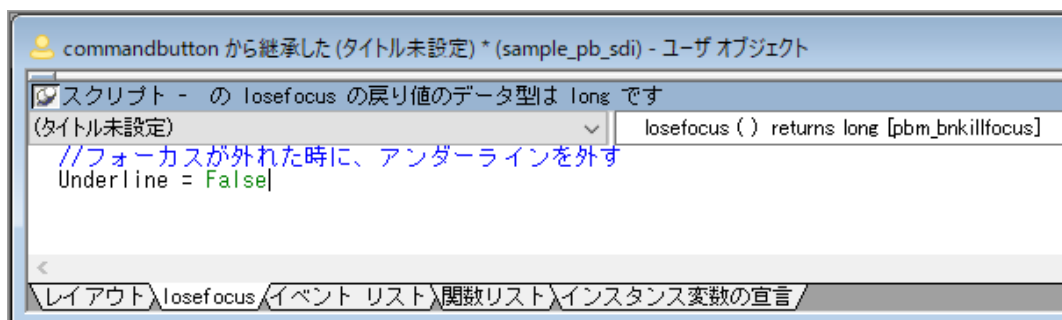 commandbutton から継承した (タイトル未設定) * (sample_pb_sdi) - ユーザ オブジェクト
スクリプト - の losefocus の戻り値のデータ型は long です
(タイトル未設定) losefocus ( ) returns long [pbm_bnkillfocus]
//フォーカスが外れた時に、アンダーラインを外す
Underline = False
レイアウト losefocus イベント リスト 関数リスト インスタンス変数の宣言